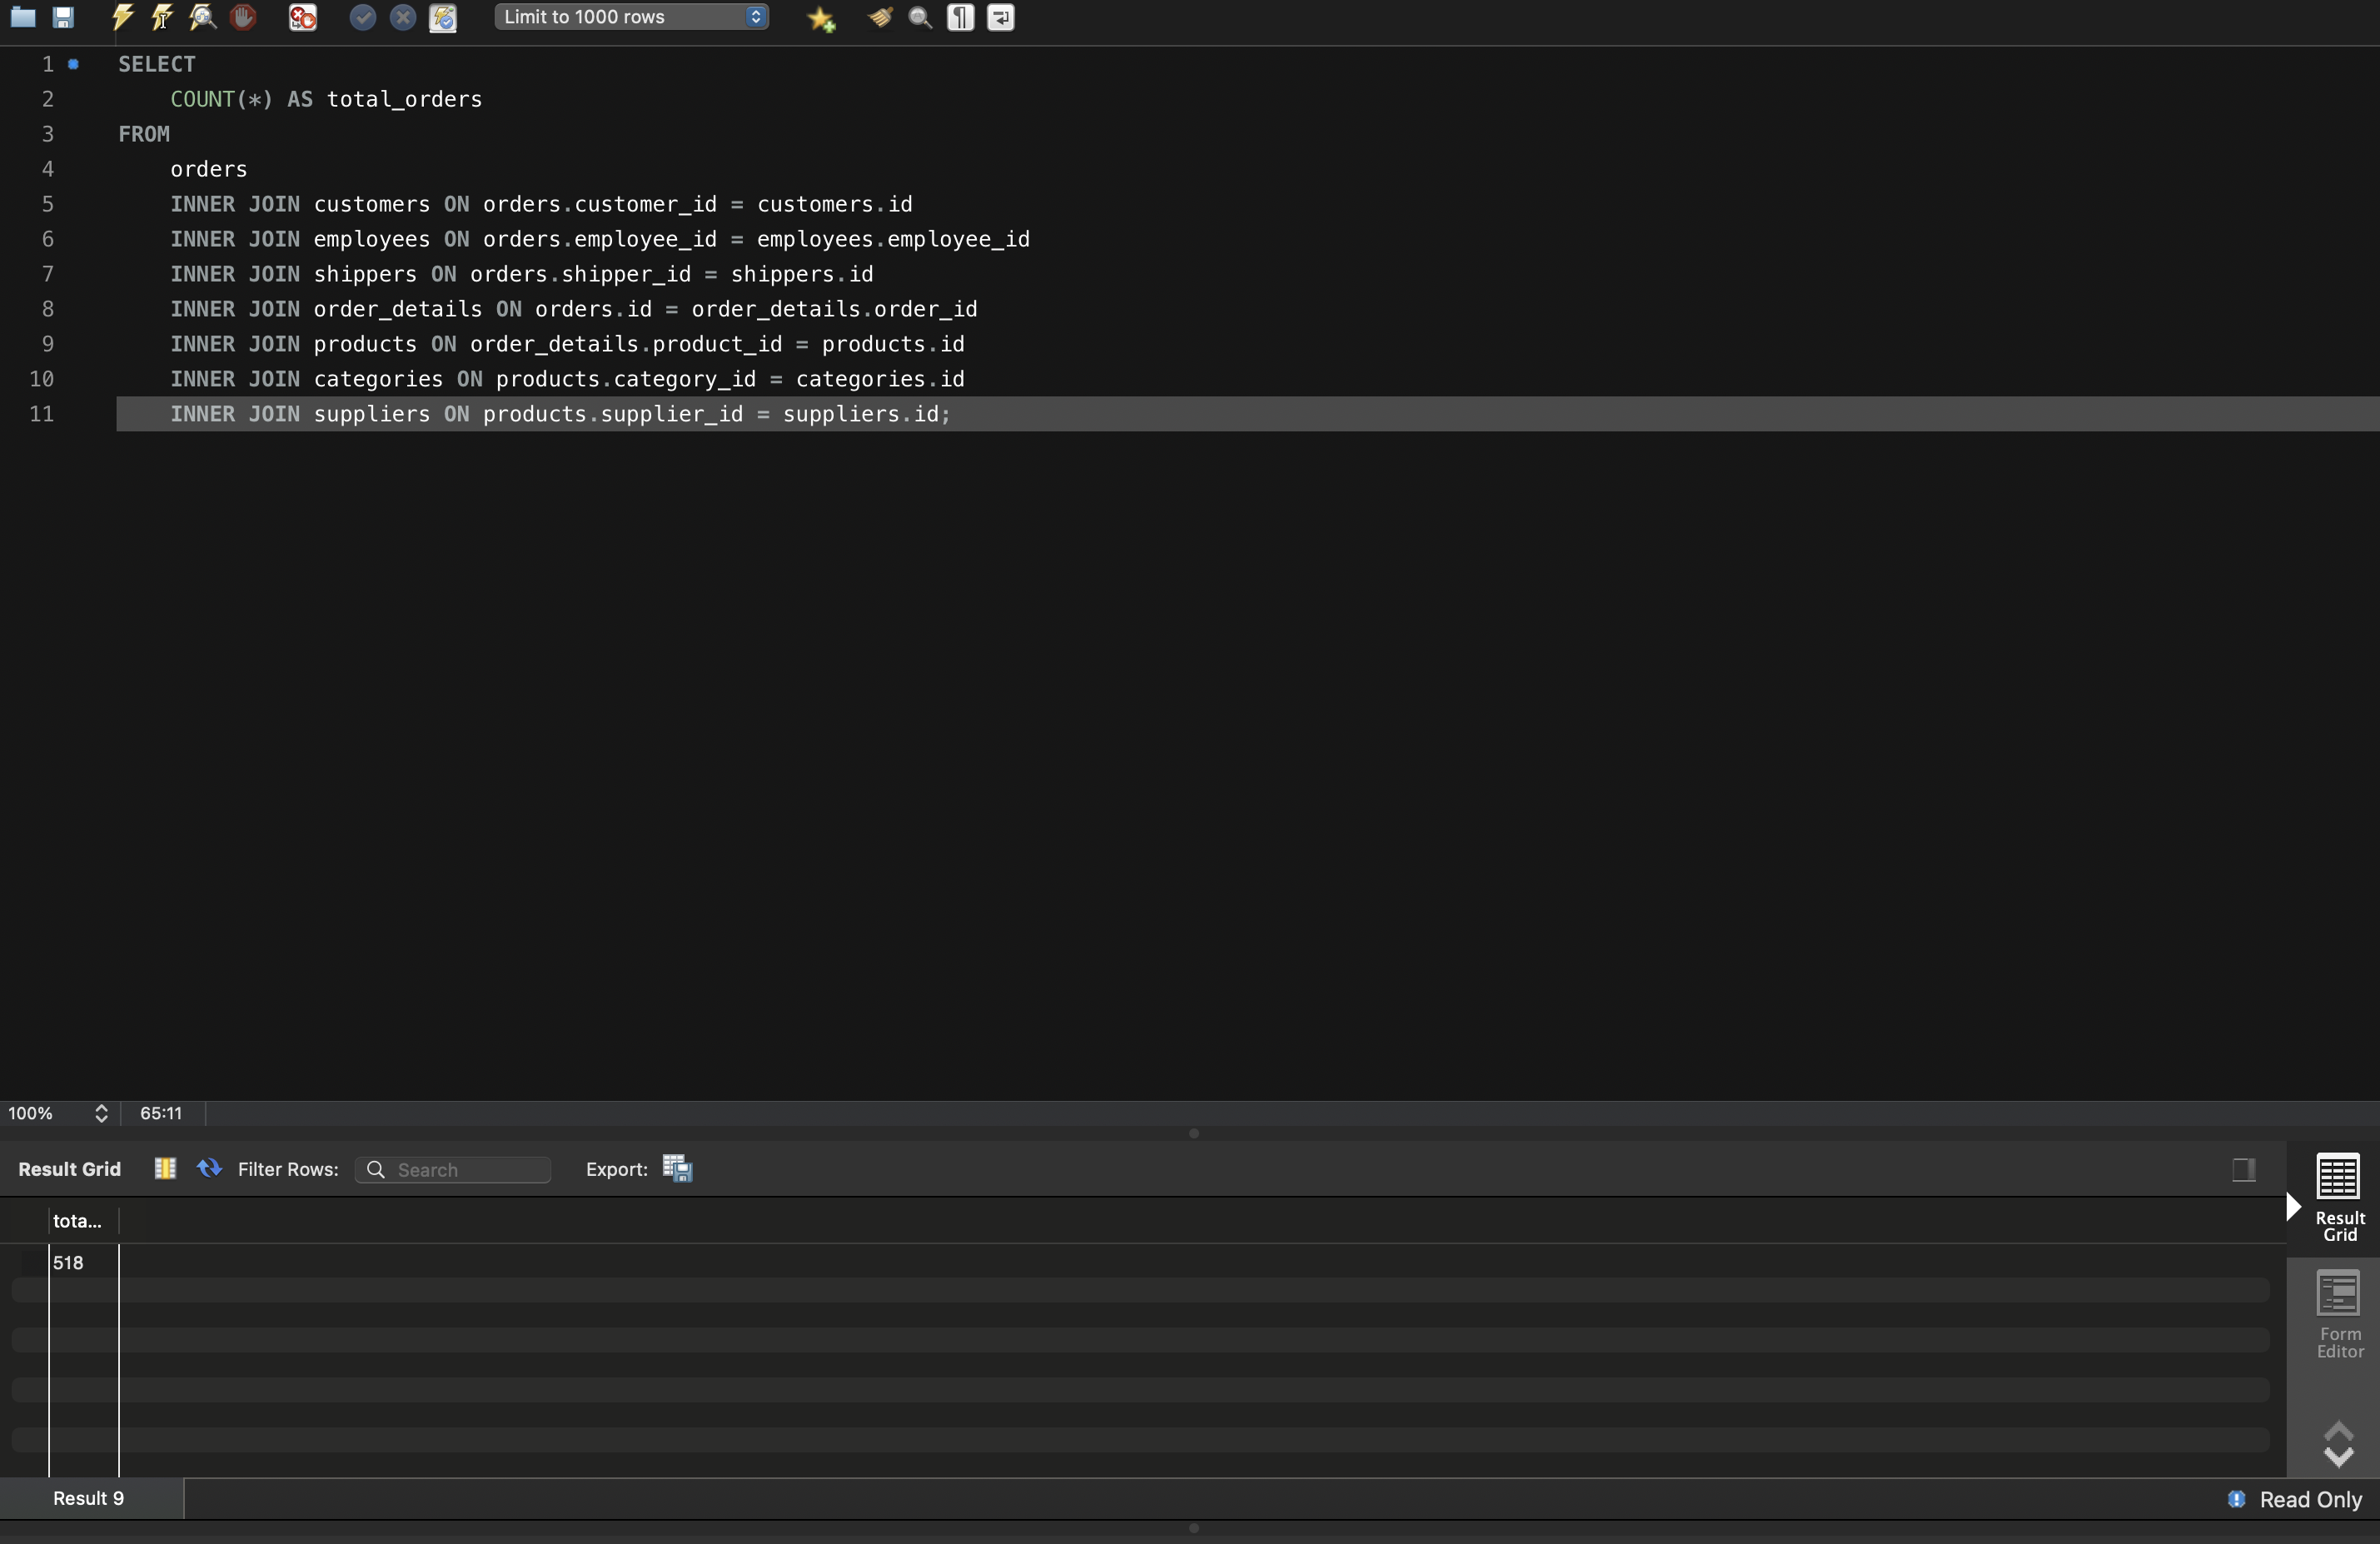 Limit to 1000 rows
1 SELECT
2 COUNT(*) AS total_orders
3 FROM
4 orders
5 INNER JOIN customers ON orders.customer_id = customers.id
6 INNER JOIN employees ON orders.employee_id = employees.employee_id
7 INNER JOIN shippers ON orders.shipper_id = shippers.id
8 INNER JOIN order_details ON orders.id = order_details.order_id
9 INNER JOIN products ON order_details.product_id = products.id
10 INNER JOIN categories ON products.category_id = categories.id
11 INNER JOIN suppliers ON products.supplier_id = suppliers.id;
100% 65:11
Result Grid Filter Rows: Search Export:
tota...
518
Result
Grid
Form
Editor
Result 9 Read Only